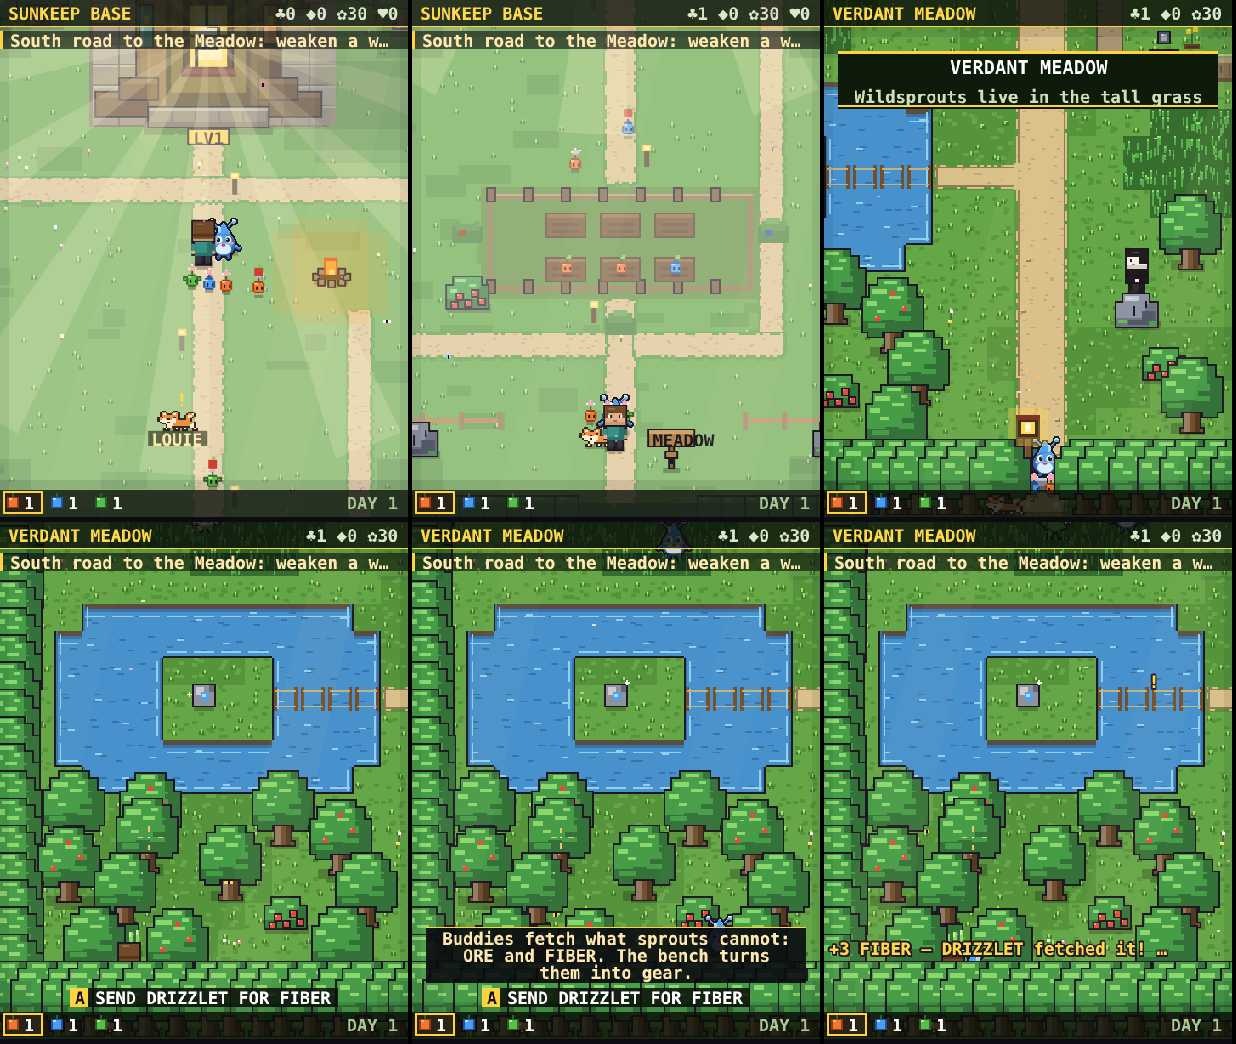 SUNKEEP BASE ♣0 ◆0 ✿30 ♥0
South road to the Meadow: weaken a w…
LV1
LOUIE
1 1 1 DAY 1
SUNKEEP BASE ♣1 ◆0 ✿30 ♥0
South road to the Meadow: weaken a w…
MEADOW
1 1 1 DAY 1
VERDANT MEADOW ♣1 ◆0 ✿30
VERDANT MEADOW
Wildsprouts live in the tall grass
1 1 1 DAY 1
VERDANT MEADOW ♣1 ◆0 ✿30
South road to the Meadow: weaken a w…
A SEND DRIZZLET FOR FIBER
1 1 1 DAY 1
VERDANT MEADOW ♣1 ◆0 ✿30
South road to the Meadow: weaken a w…
Buddies fetch what sprouts cannot:
ORE and FIBER. The bench turns
them into gear.
A SEND DRIZZLET FOR FIBER
1 1 1 DAY 1
VERDANT MEADOW ♣1 ◆0 ✿30
South road to the Meadow: weaken a w…
!
+3 FIBER — DRIZZLET fetched it! …
1 1 1 DAY 1